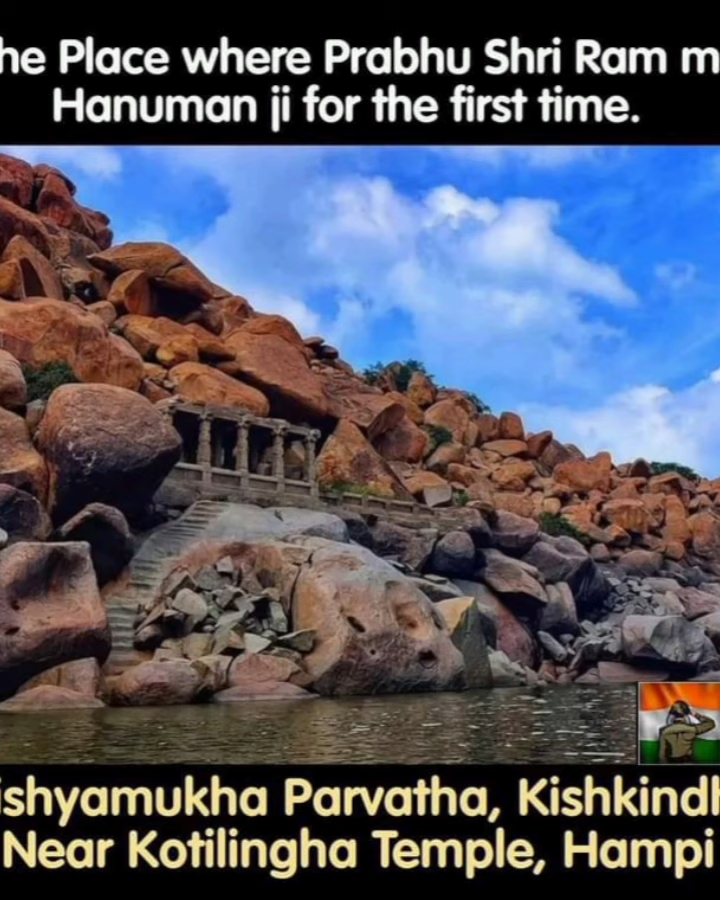 he Place where Prabhu Shri Ram m
Hanuman ji for the first time.
ishyamukha Parvatha, Kishkindh
Near Kotilingha Temple, Hampi